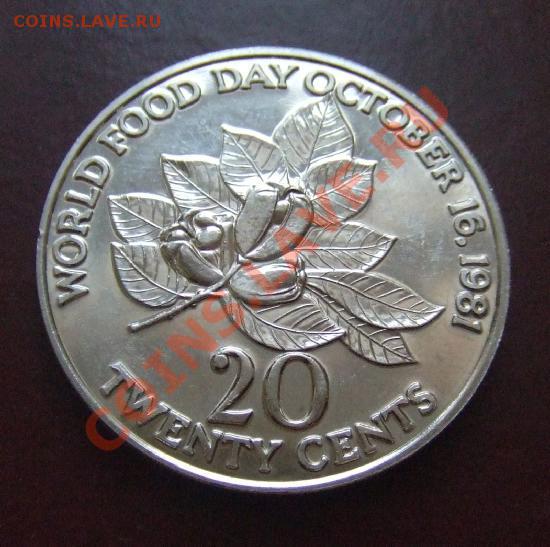 COINS.LAVE.RU
WORLD FOOD DAY OCTOBER 16, 1981
20
TWENTY CENTS
COINS.LAVE.RU